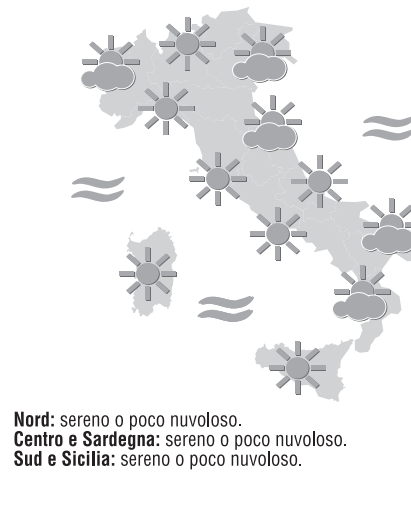 Nord: sereno o poco nuvoloso.
Centro e Sardegna: sereno o poco nuvoloso.
Sud e Sicilia: sereno o poco nuvoloso.